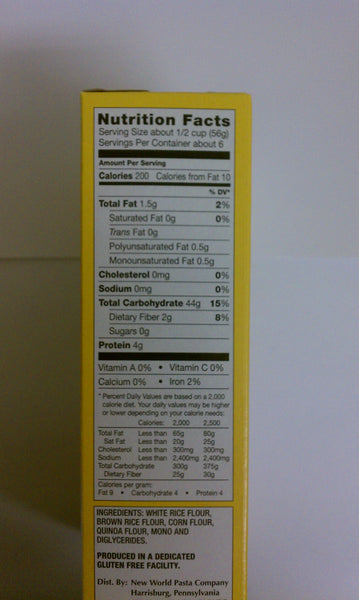 Nutrition Facts
Serving Size about 1/2 cup (56g)
Servings Per Container about 6
Amount Per Serving
Calories 200 Calories from Fat 10
% DV*
Total Fat 1.5g 2%
Saturated Fat 0g 0%
Trans Fat 0g
Polyunsaturated Fat 0.5g
Monounsaturated Fat 0.5g
Cholesterol 0mg 0%
Sodium 0mg 0%
Total Carbohydrate 44g 15%
Dietary Fiber 2g 8%
Sugars 0g
Protein 4g
Vitamin A 0% • Vitamin C 0%
Calcium 0% • Iron 2%
* Percent Daily Values are based on a 2,000
calorie diet. Your daily values may be higher
or lower depending on your calorie needs:
Calories: 2,000 2,500
Total Fat Less than 65g 80g
Sat Fat Less than 20g 25g
Cholesterol Less than 300mg 300mg
Sodium Less than 2,400mg 2,400mg
Total Carbohydrate 300g 375g
Dietary Fiber 25g 30g
Calories per gram:
Fat 9 • Carbohydrate 4 • Protein 4
INGREDIENTS: WHITE RICE FLOUR,
BROWN RICE FLOUR, CORN FLOUR,
QUINOA FLOUR, MONO AND
DIGLYCERIDES.
PRODUCED IN A DEDICATED
GLUTEN FREE FACILITY.
Dist. By: New World Pasta Company
Harrisburg, Pennsylvania